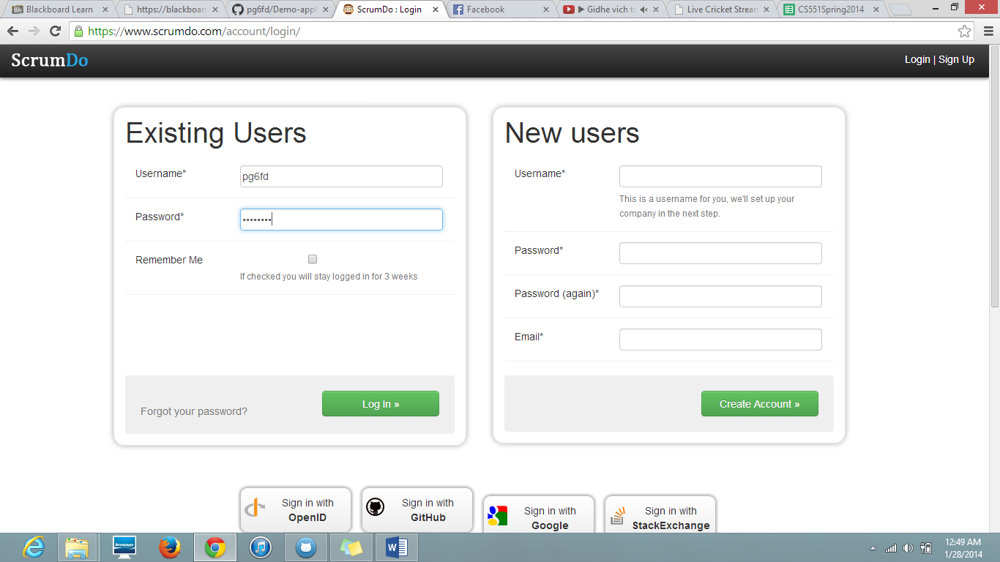 Blackboard Learn
https://blackboard
pg6fd/Demo-appl
ScrumDo : Login
Facebook
Gidhe vich t
Live Cricket Stream
CS551Spring2014
https://www.scrumdo.com/account/login/
ScrumDo
Login | Sign Up
Existing Users
Username*
pg6fd
Password*
••••••••
Remember Me
If checked you will stay logged in for 3 weeks
Forgot your password?
Log In »
New users
Username*
This is a username for you, we'll set up your
company in the next step.
Password*
Password (again)*
Email*
Create Account »
Sign in with
OpenID
Sign in with
GitHub
Sign in with
Google
Sign in with
StackExchange
lenovo
12:49 AM
1/28/2014